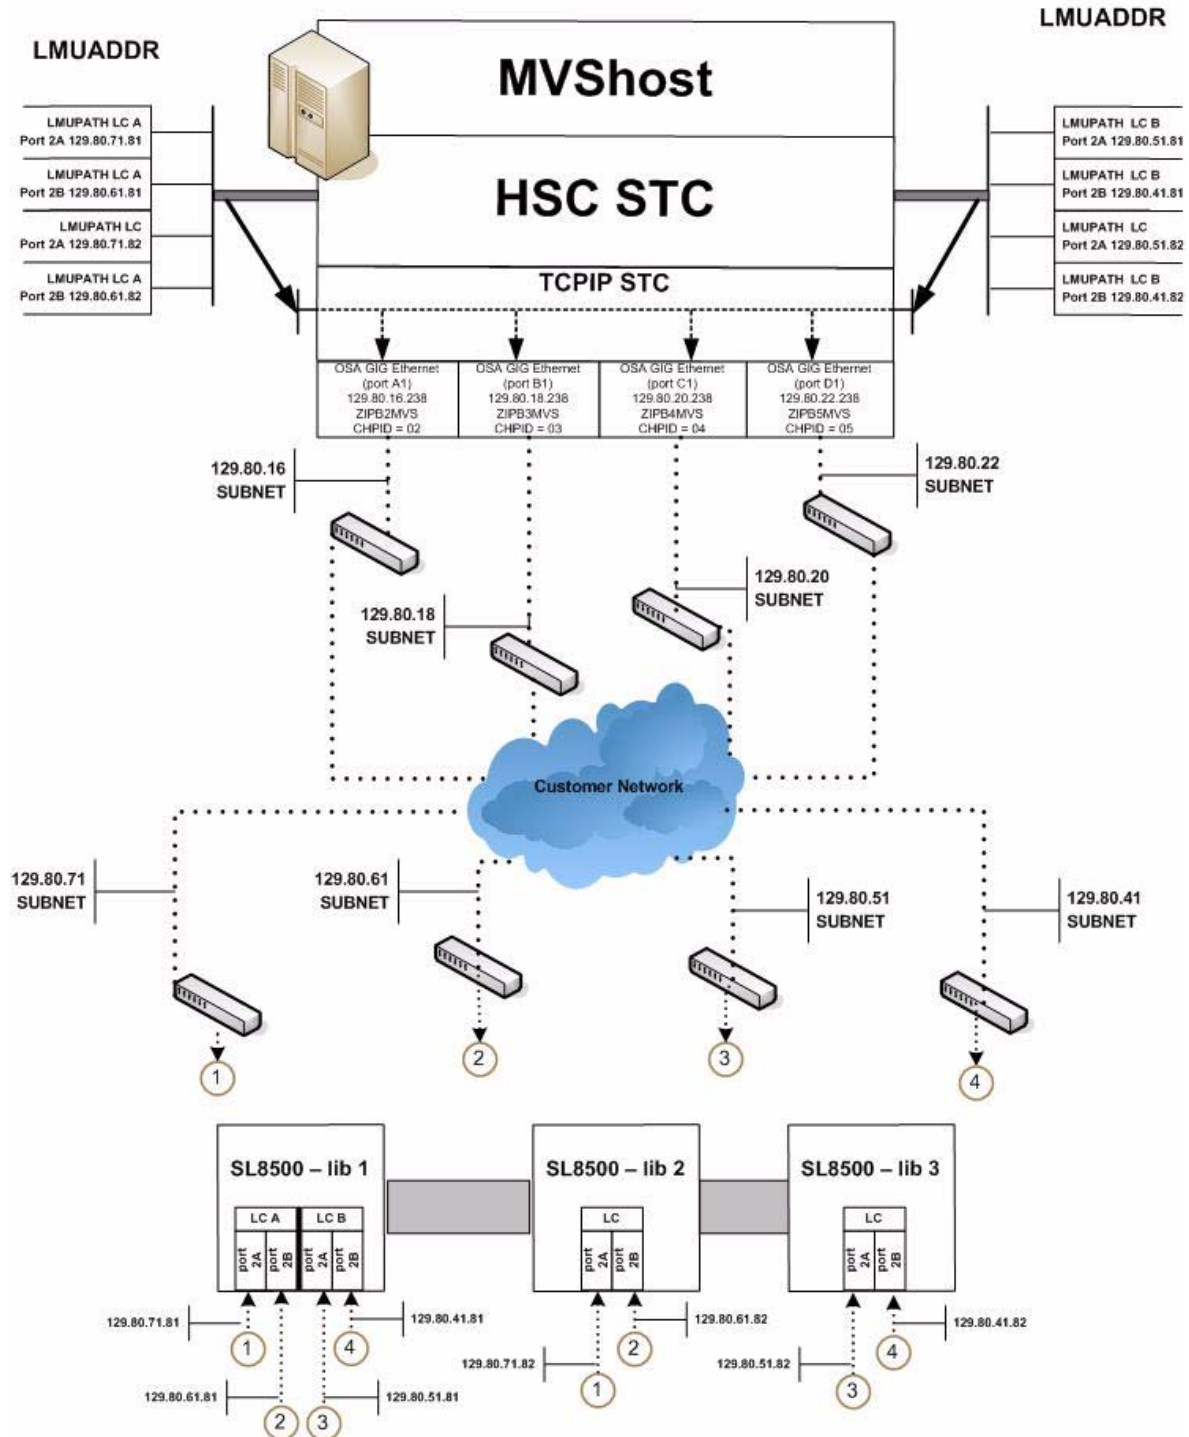 LMUADDR
LMUADDR
MVShost
HSC STC
TCPIP STC
LMUPATH LC A
Port 2A 129.80.71.81
LMUPATH LC A
Port 2B 129.80.61.81
LMUPATH LC
Port 2A 129.80.71.82
LMUPATH LC A
Port 2B 129.80.61.82
LMUPATH LC B
Port 2A 129.80.51.81
LMUPATH LC B
Port 2B 129.80.41.81
LMUPATH LC
Port 2A 129.80.51.82
LMUPATH LC B
Port 2B 129.80.41.82
OSA GIG Ethernet
(port A1)
129.80.16.238
ZIPB2MVS
CHPID = 02
OSA GIG Ethernet
(port B1)
129.80.18.238
ZIPB3MVS
CHPID = 03
OSA GIG Ethernet
(port C1)
129.80.20.238
ZIPB4MVS
CHPID = 04
OSA GIG Ethernet
(port D1)
129.80.22.238
ZIPB5MVS
CHPID = 05
129.80.16
SUBNET
129.80.22
SUBNET
129.80.20
SUBNET
129.80.18
SUBNET
Customer Network
129.80.71
SUBNET
129.80.61
SUBNET
129.80.51
SUBNET
129.80.41
SUBNET
1
2
3
4
SL8500 – lib 1
LC A
LC B
port 2A
port 2B
port 2A
port 2B
SL8500 – lib 2
LC
port 2A
port 2B
SL8500 – lib 3
LC
port 2A
port 2B
129.80.71.81
1
4
129.80.41.81
129.80.61.81
2
3
129.80.51.81
129.80.71.82
1
2
129.80.61.82
129.80.51.82
3
4
129.80.41.82